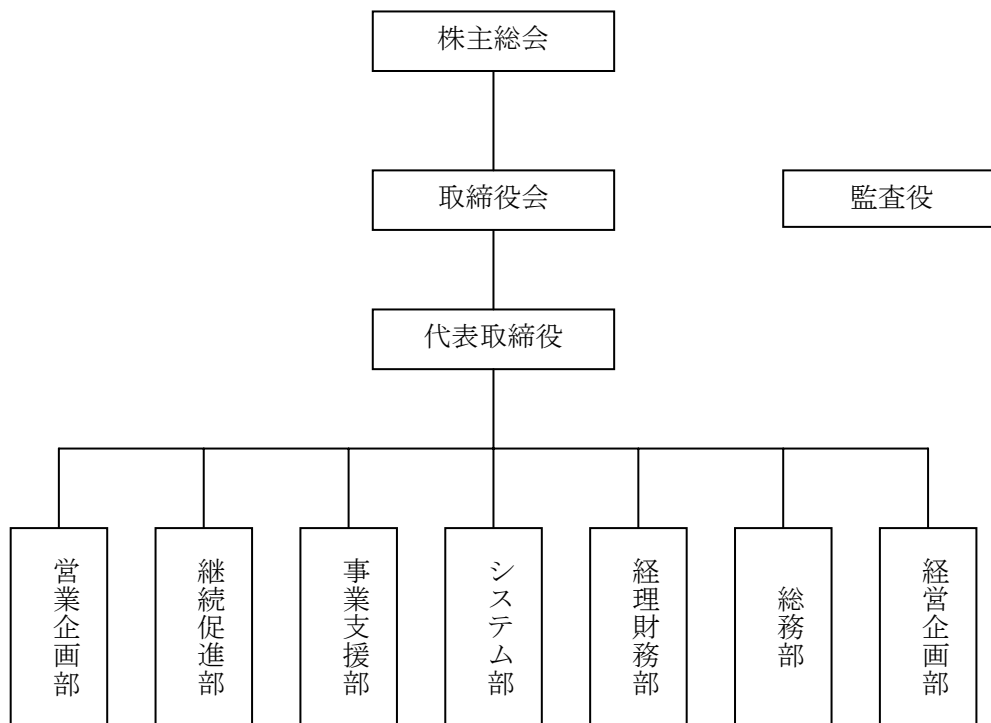 株主総会
取締役会
監査役
代表取締役
営業企画部
継続促進部
事業支援部
システム部
経理財務部
総務部
経営企画部